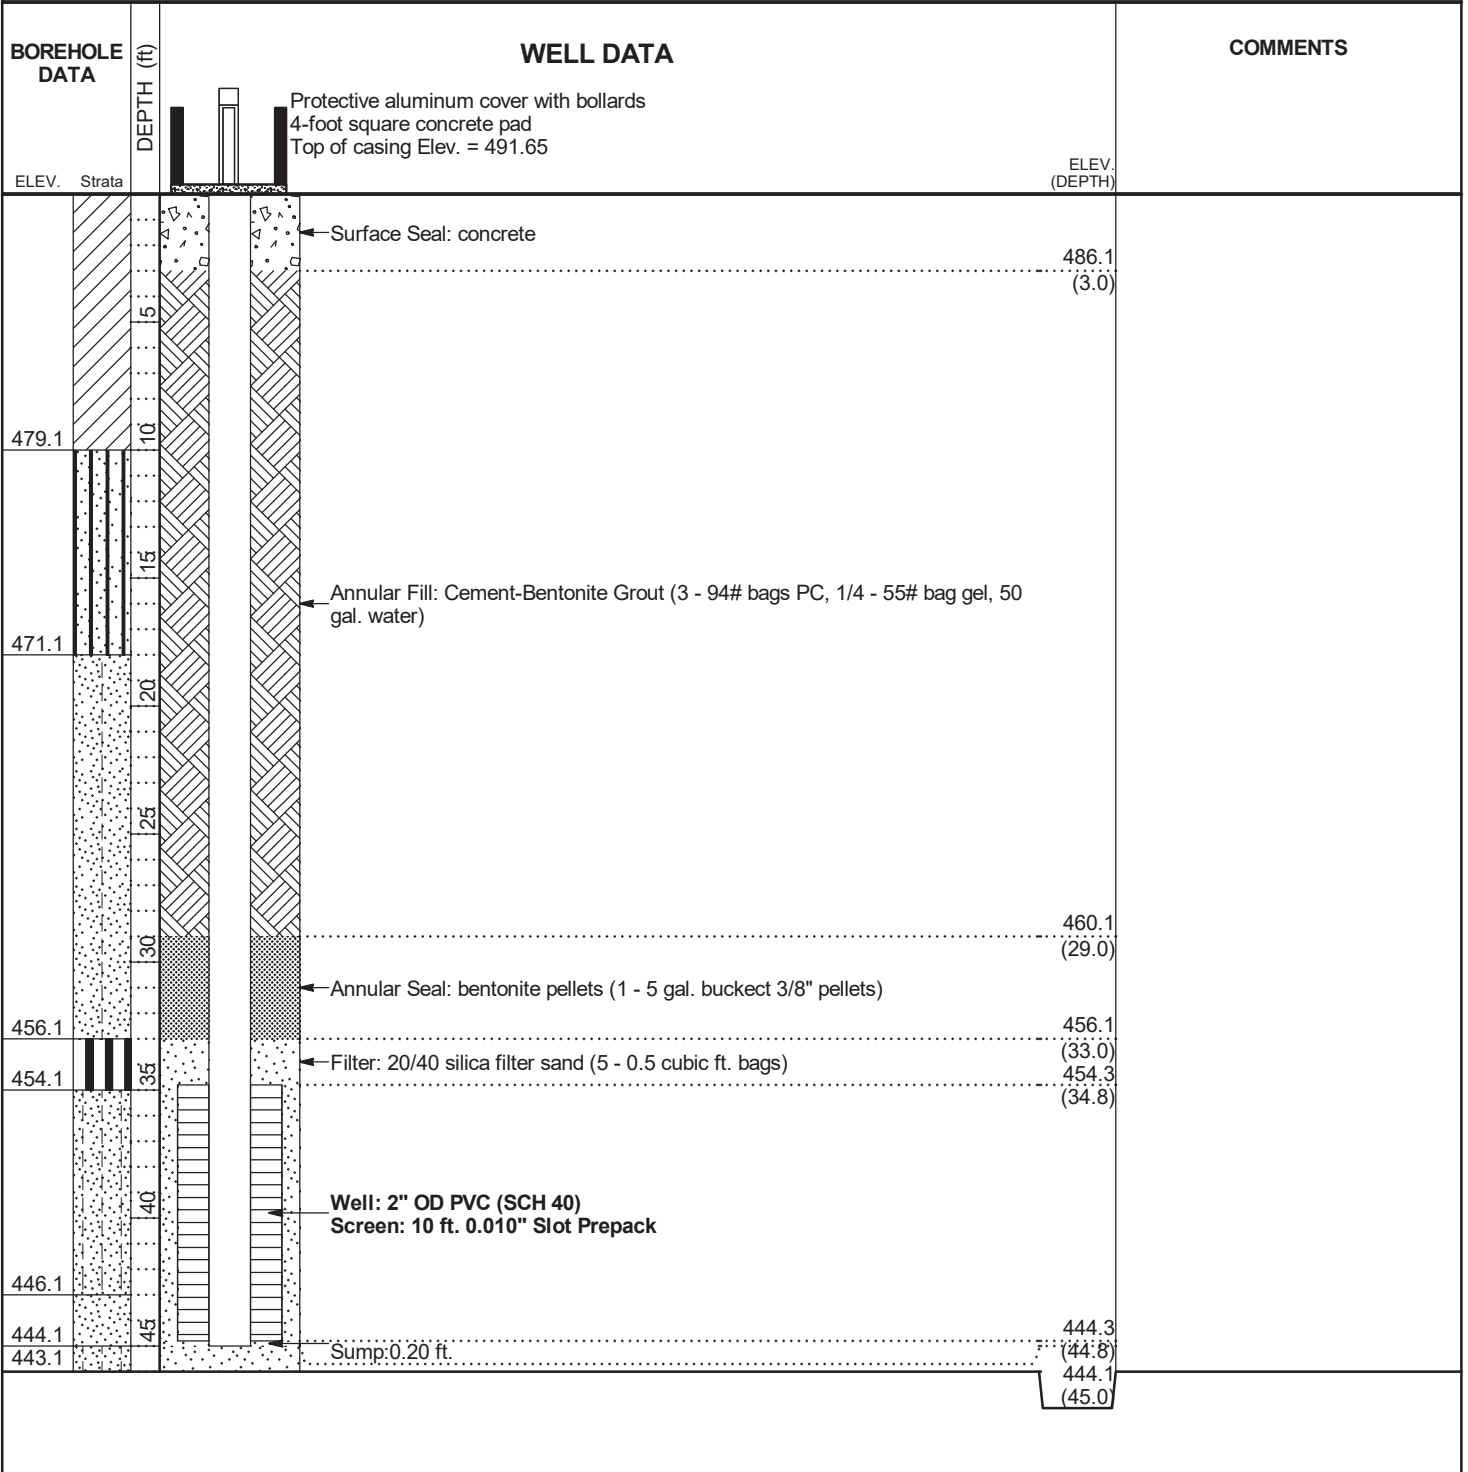 BOREHOLE
DATA
DEPTH (ft)
WELL DATA
COMMENTS
Protective aluminum cover with bollards
4-foot square concrete pad
Top of casing Elev. = 491.65
ELEV.
(DEPTH)
ELEV. Strata
Surface Seal: concrete
486.1
(3.0)
5
479.1
10
15
Annular Fill: Cement-Bentonite Grout (3 - 94# bags PC, 1/4 - 55# bag gel, 50
gal. water)
471.1
20
25
460.1
30
(29.0)
Annular Seal: bentonite pellets (1 - 5 gal. buckect 3/8" pellets)
456.1
456.1
(33.0)
Filter: 20/40 silica filter sand (5 - 0.5 cubic ft. bags)
454.1
35
454.3
(34.8)
40
Well: 2" OD PVC (SCH 40)
Screen: 10 ft. 0.010" Slot Prepack
446.1
45
444.1
444.3
443.1
Sump:0.20 ft.
(44.8)
444.1
(45.0)